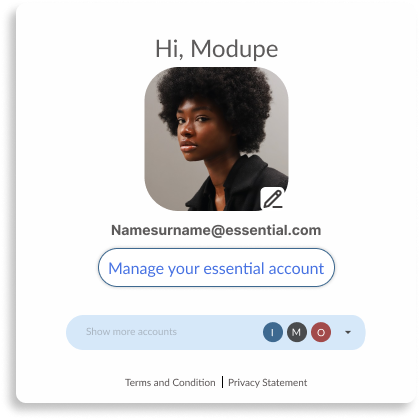 Hi, Modupe
Namesurname@essential.com
Manage your essential account
Show more accounts I M O
Terms and Condition | Privacy Statement